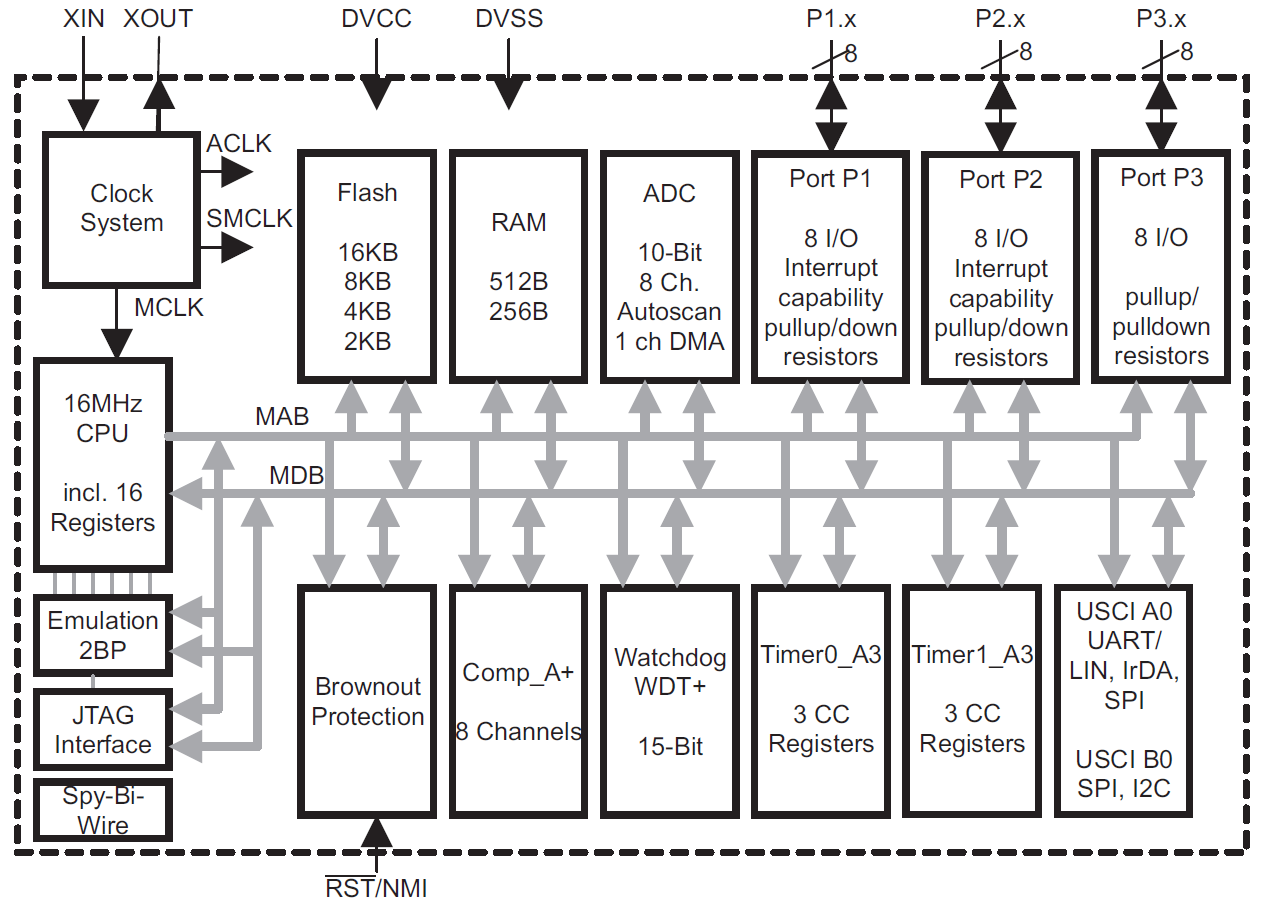 XIN XOUT DVCC DVSS P1.x P2.x P3.x
8 8 8
Clock
System
ACLK
SMCLK
MCLK
Flash
16KB
8KB
4KB
2KB
RAM
512B
256B
ADC
10-Bit
8 Ch.
Autoscan
1 ch DMA
Port P1
8 I/O
Interrupt
capability
pullup/down
resistors
Port P2
8 I/O
Interrupt
capability
pullup/down
resistors
Port P3
8 I/O
pullup/
pulldown
resistors
16MHz
CPU
incl. 16
Registers
MAB
MDB
Emulation
2BP
JTAG
Interface
Spy-Bi-
Wire
Brownout
Protection
Comp_A+
8 Channels
Watchdog
WDT+
15-Bit
Timer0_A3
3 CC
Registers
Timer1_A3
3 CC
Registers
USCI A0
UART/
LIN, IrDA,
SPI
USCI B0
SPI, I2C
RST/NMI